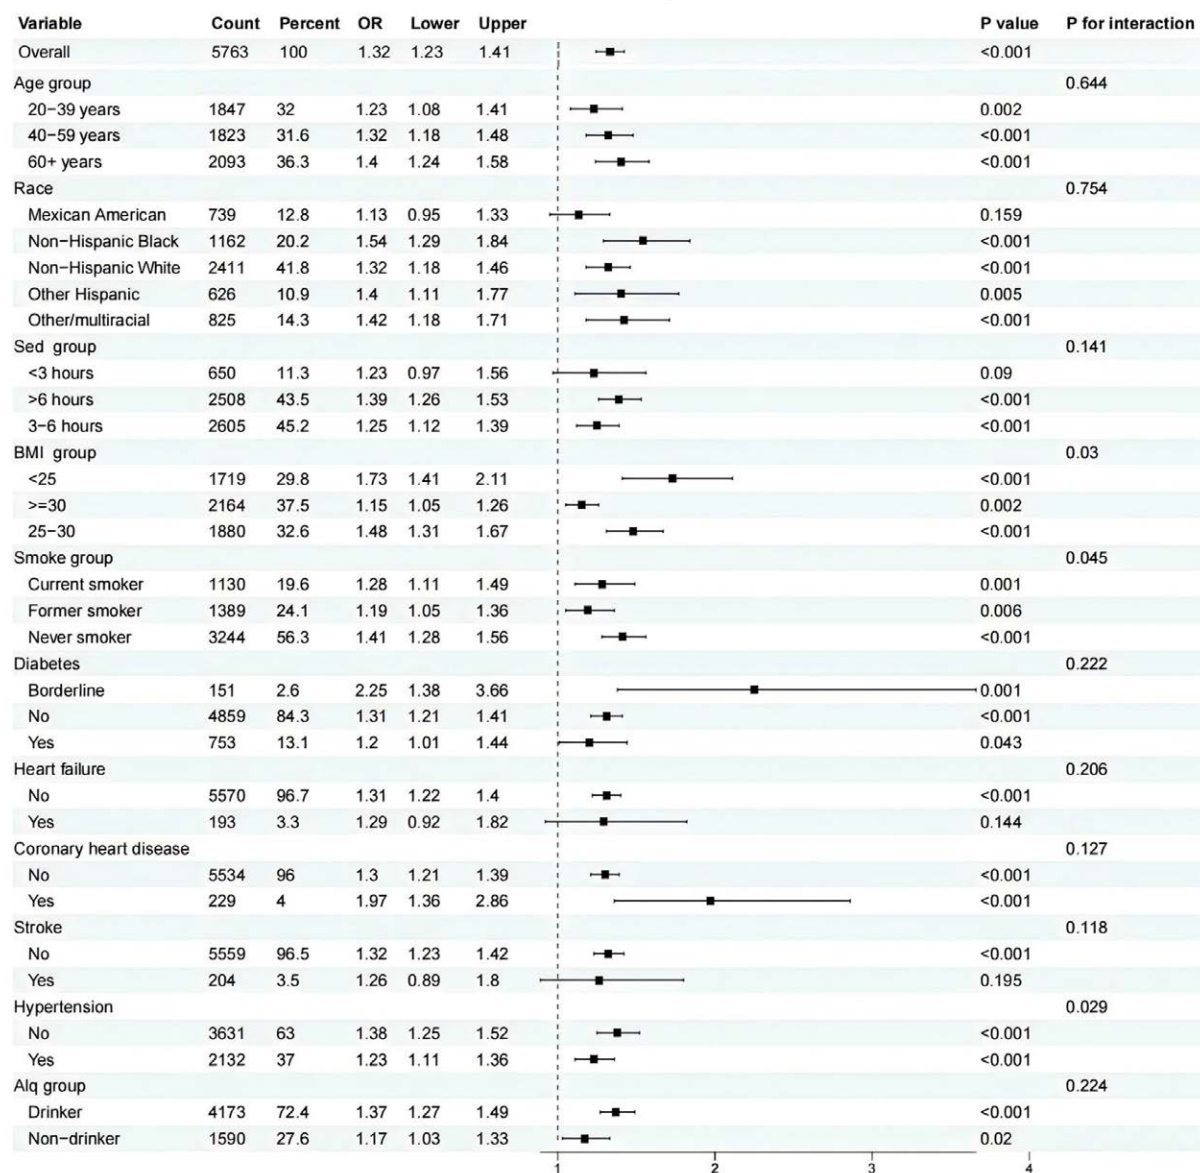 Variable Count Percent OR Lower Upper P value P for interaction
Overall 5763 100 1.32 1.23 1.41 <0.001
Age group 0.644
20−39 years 1847 32 1.23 1.08 1.41 0.002
40−59 years 1823 31.6 1.32 1.18 1.48 <0.001
60+ years 2093 36.3 1.4 1.24 1.58 <0.001
Race 0.754
Mexican American 739 12.8 1.13 0.95 1.33 0.159
Non−Hispanic Black 1162 20.2 1.54 1.29 1.84 <0.001
Non−Hispanic White 2411 41.8 1.32 1.18 1.46 <0.001
Other Hispanic 626 10.9 1.4 1.11 1.77 0.005
Other/multiracial 825 14.3 1.42 1.18 1.71 <0.001
Sed group 0.141
<3 hours 650 11.3 1.23 0.97 1.56 0.09
>6 hours 2508 43.5 1.39 1.26 1.53 <0.001
3−6 hours 2605 45.2 1.25 1.12 1.39 <0.001
BMI group 0.03
<25 1719 29.8 1.73 1.41 2.11 <0.001
>=30 2164 37.5 1.15 1.05 1.26 0.002
25−30 1880 32.6 1.48 1.31 1.67 <0.001
Smoke group 0.045
Current smoker 1130 19.6 1.28 1.11 1.49 0.001
Former smoker 1389 24.1 1.19 1.05 1.36 0.006
Never smoker 3244 56.3 1.41 1.28 1.56 <0.001
Diabetes 0.222
Borderline 151 2.6 2.25 1.38 3.66 0.001
No 4859 84.3 1.31 1.21 1.41 <0.001
Yes 753 13.1 1.2 1.01 1.44 0.043
Heart failure 0.206
No 5570 96.7 1.31 1.22 1.4 <0.001
Yes 193 3.3 1.29 0.92 1.82 0.144
Coronary heart disease 0.127
No 5534 96 1.3 1.21 1.39 <0.001
Yes 229 4 1.97 1.36 2.86 <0.001
Stroke 0.118
No 5559 96.5 1.32 1.23 1.42 <0.001
Yes 204 3.5 1.26 0.89 1.8 0.195
Hypertension 0.029
No 3631 63 1.38 1.25 1.52 <0.001
Yes 2132 37 1.23 1.11 1.36 <0.001
Alq group 0.224
Drinker 4173 72.4 1.37 1.27 1.49 <0.001
Non−drinker 1590 27.6 1.17 1.03 1.33 0.02
1 2 3 4